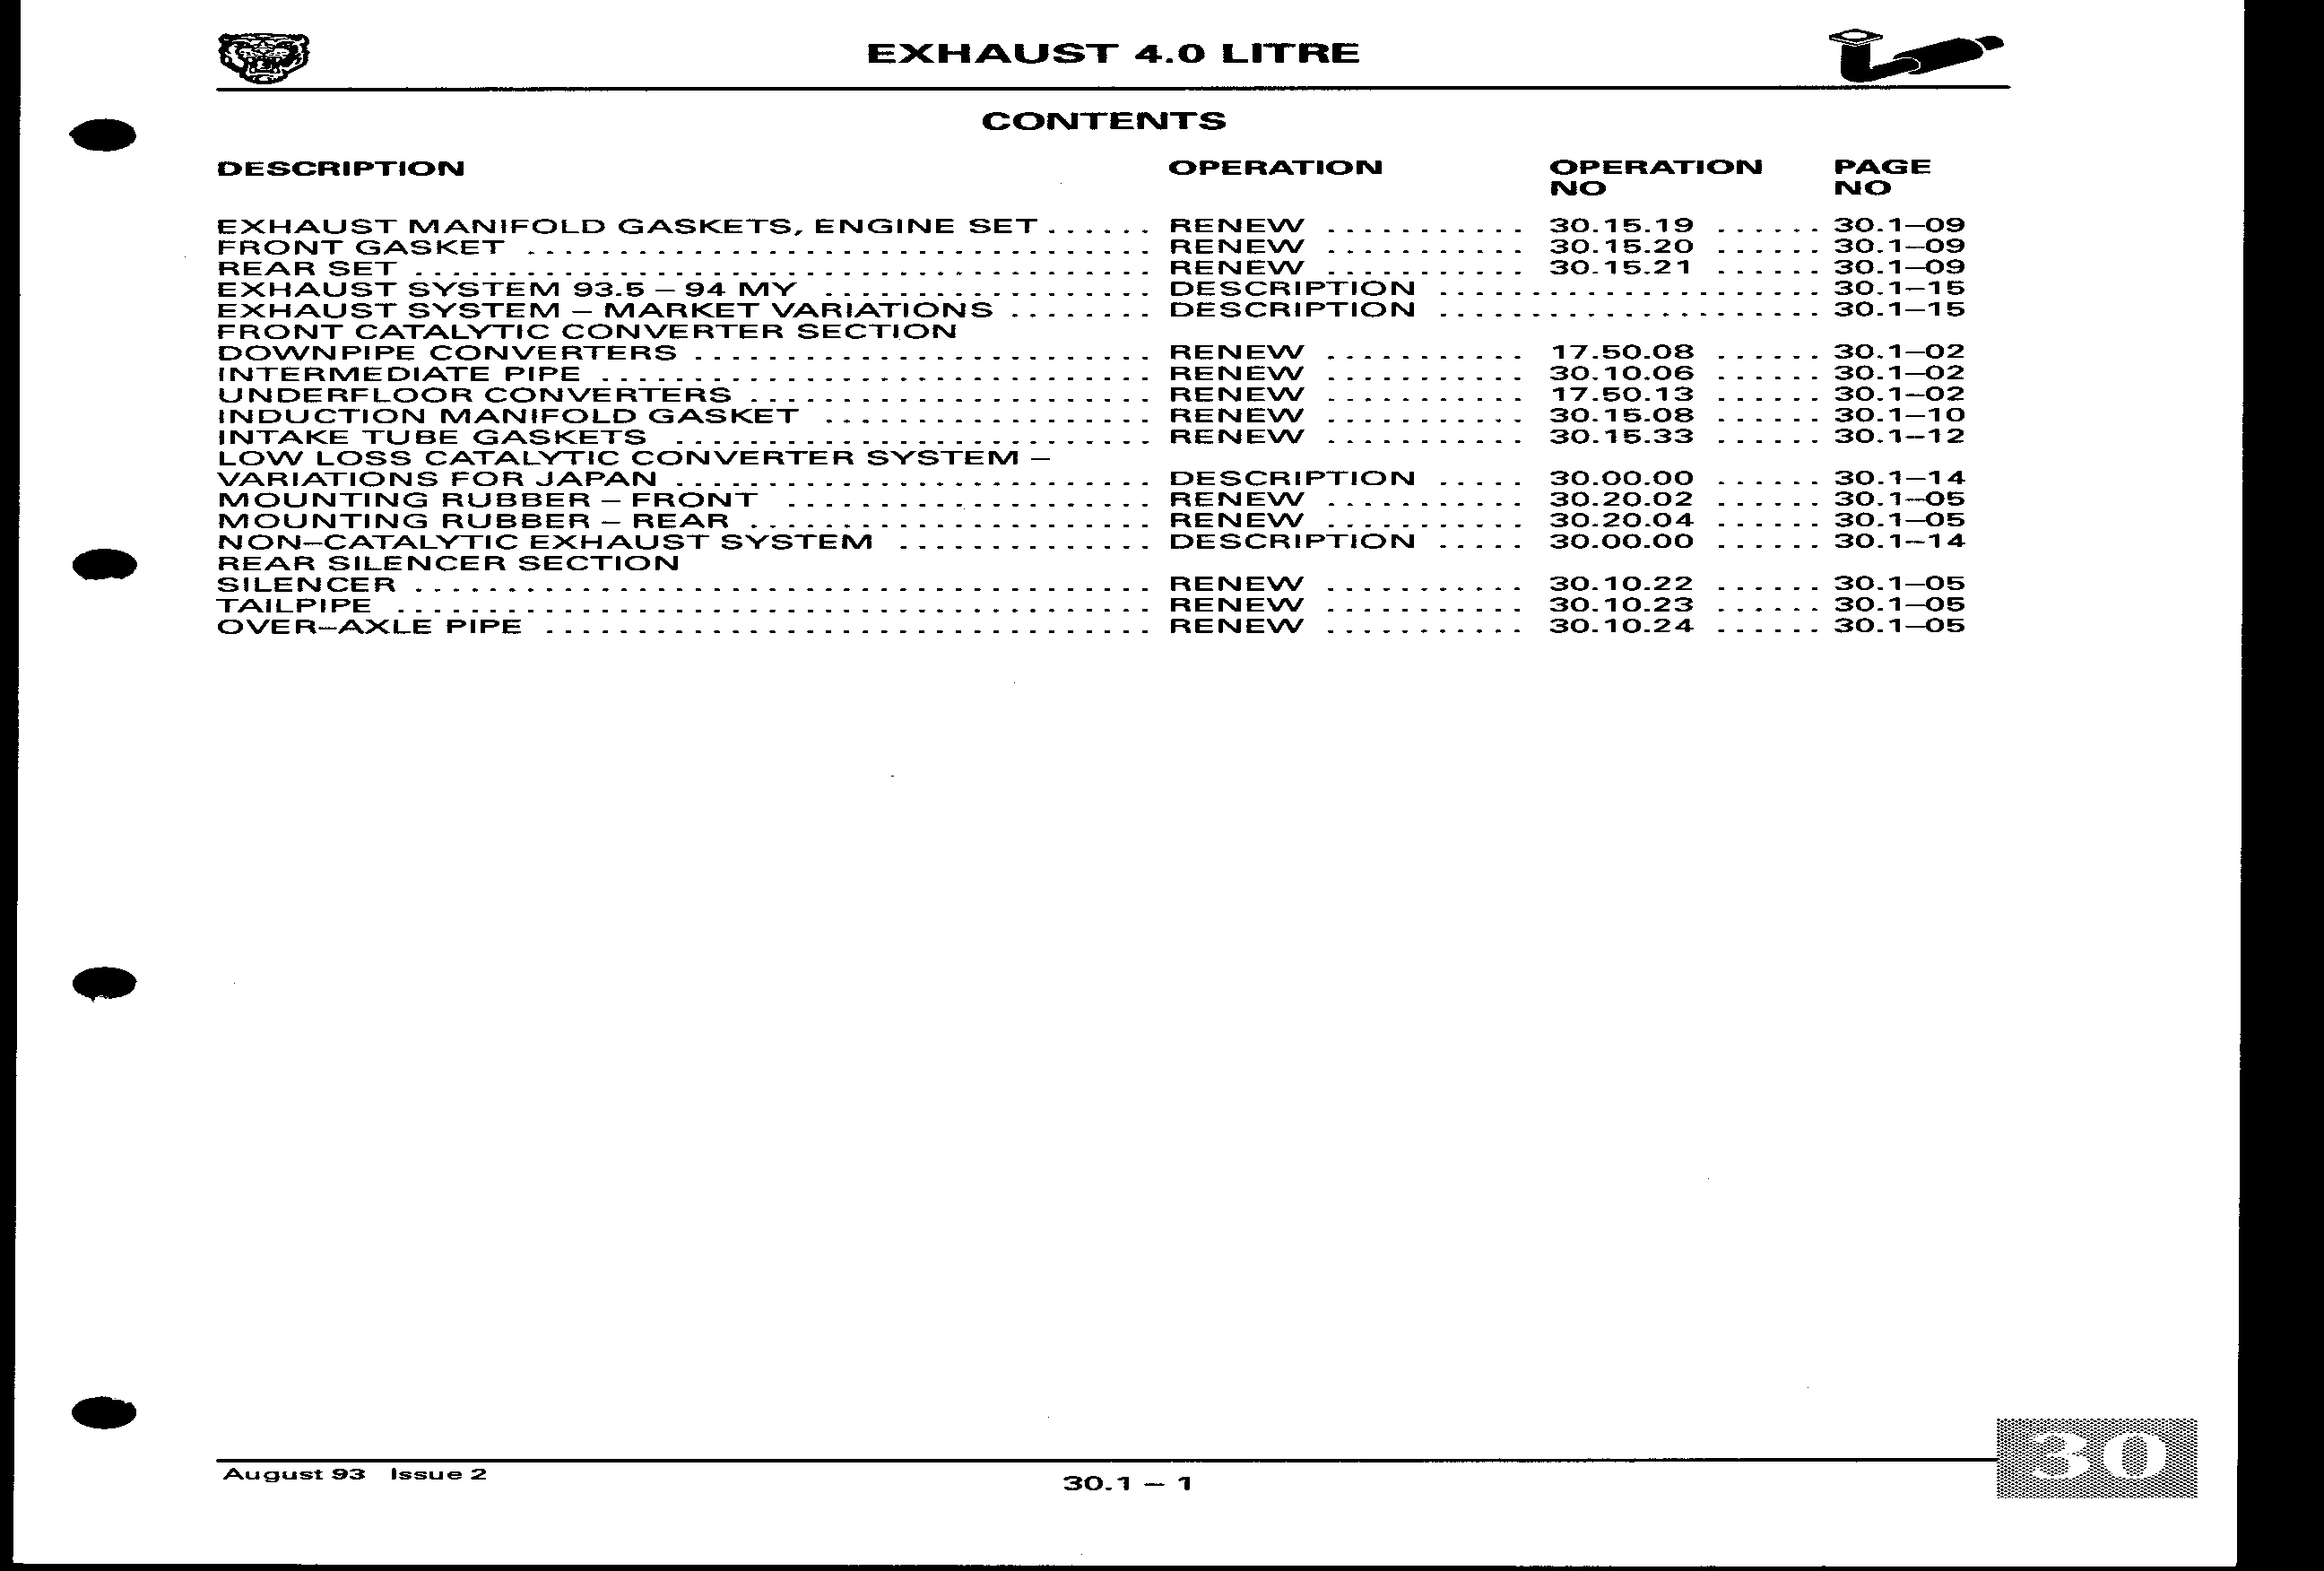 EXHAUST 4.0 LITRE
CONTENTS
DESCRIPTION OPERATION OPERATION NO PAGE NO
EXHAUST MANIFOLD GASKETS, ENGINE SET ...... RENEW ........... 30.15.19 ...... 30.1–09
FRONT GASKET .................................. RENEW ........... 30.15.20 ...... 30.1–09
REAR SET ........................................ RENEW ........... 30.15.21 ...... 30.1–09
EXHAUST SYSTEM 93.5 – 94 MY .................. DESCRIPTION ..................... 30.1–15
EXHAUST SYSTEM – MARKET VARIATIONS ........ DESCRIPTION ..................... 30.1–15
FRONT CATALYTIC CONVERTER SECTION
DOWNPIPE CONVERTERS ......................... RENEW ........... 17.50.08 ...... 30.1–02
INTERMEDIATE PIPE .............................. RENEW ........... 30.10.06 ...... 30.1–02
UNDERFLOOR CONVERTERS ...................... RENEW ........... 17.50.13 ...... 30.1–02
INDUCTION MANIFOLD GASKET .................. RENEW ........... 30.15.08 ...... 30.1–10
INTAKE TUBE GASKETS .......................... RENEW ........... 30.15.33 ...... 30.1–12
LOW LOSS CATALYTIC CONVERTER SYSTEM –
VARIATIONS FOR JAPAN .......................... DESCRIPTION ..... 30.00.00 ...... 30.1–14
MOUNTING RUBBER – FRONT .................... RENEW ........... 30.20.02 ...... 30.1–05
MOUNTING RUBBER – REAR ...................... RENEW ........... 30.20.04 ...... 30.1–05
NON–CATALYTIC EXHAUST SYSTEM .............. DESCRIPTION ..... 30.00.00 ...... 30.1–14
REAR SILENCER SECTION
SILENCER ........................................ RENEW ........... 30.10.22 ...... 30.1–05
TAILPIPE ......................................... RENEW ........... 30.10.23 ...... 30.1–05
OVER–AXLE PIPE ................................. RENEW ........... 30.10.24 ...... 30.1–05
August 93 Issue 2
30.1 – 1
30